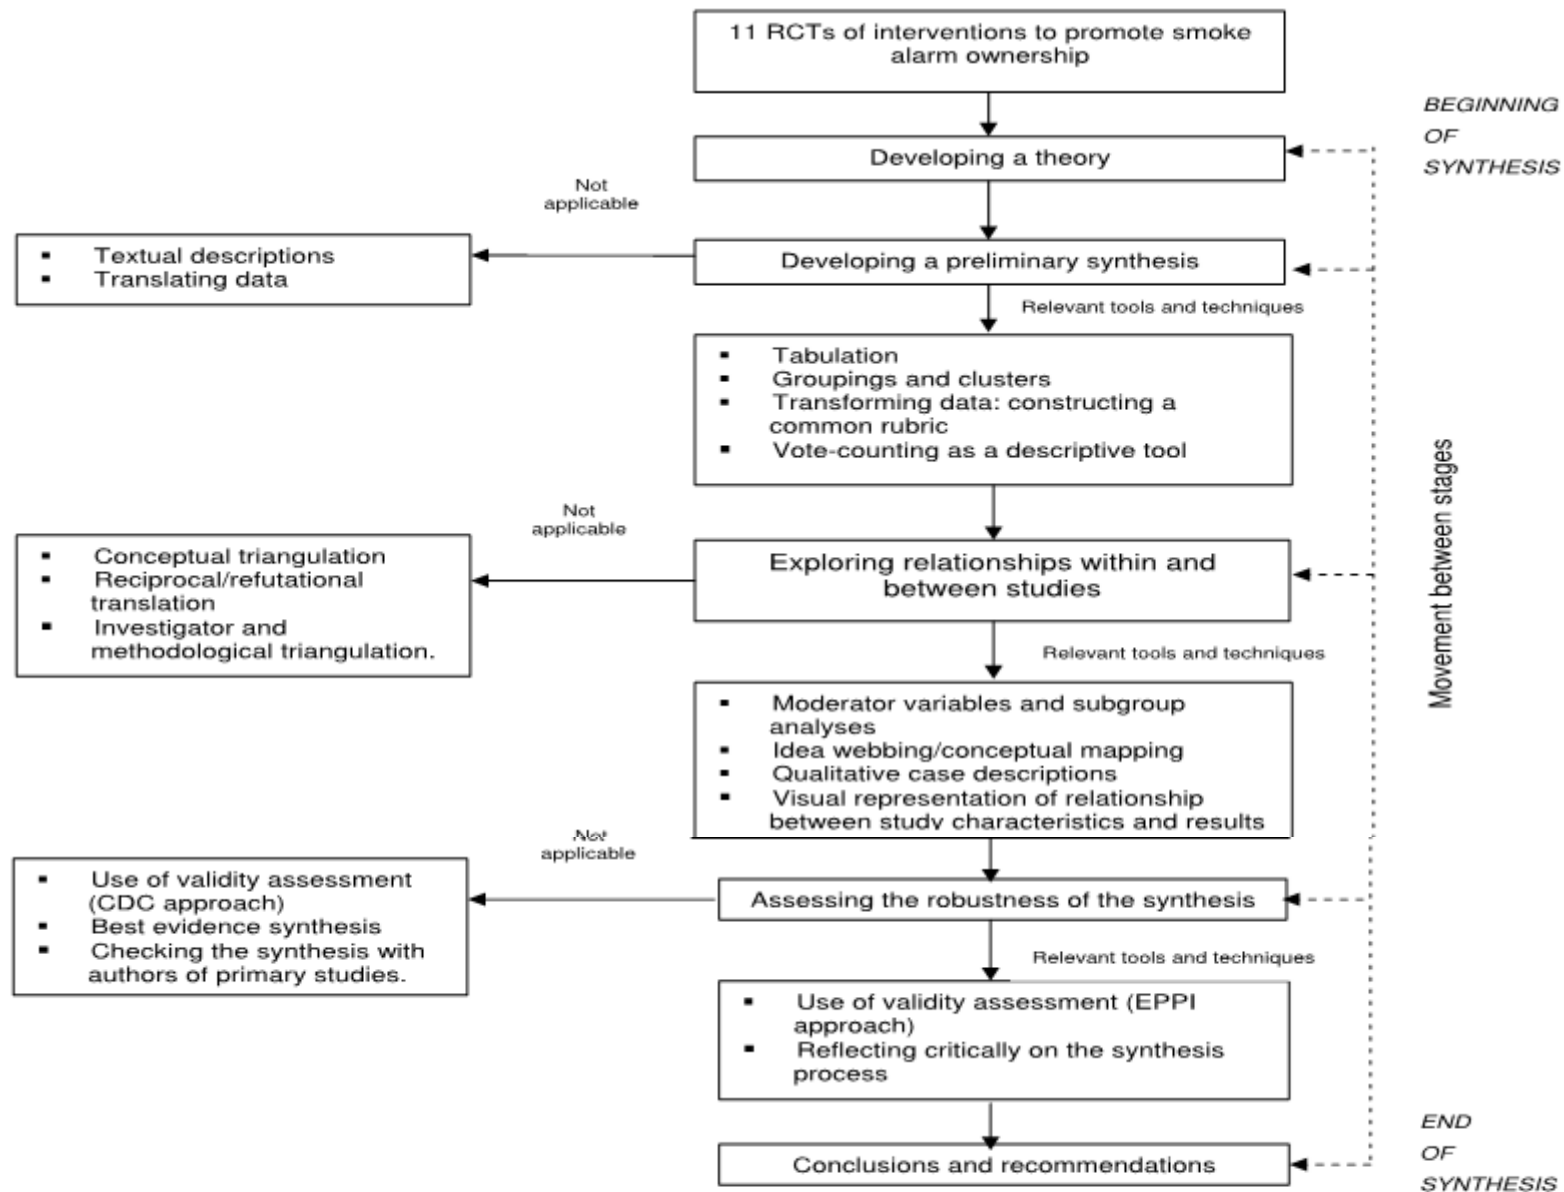 11 RCTs of interventions to promote smoke
alarm ownership
BEGINNING
OF
SYNTHESIS
Developing a theory
Not
applicable
▪ Textual descriptions
▪ Translating data
Developing a preliminary synthesis
Relevant tools and techniques
▪ Tabulation
▪ Groupings and clusters
▪ Transforming data: constructing a
common rubric
▪ Vote-counting as a descriptive tool
Movement between stages
Not
applicable
▪ Conceptual triangulation
▪ Reciprocal/refutational
translation
▪ Investigator and
methodological triangulation.
Exploring relationships within and
between studies
Relevant tools and techniques
▪ Moderator variables and subgroup
analyses
▪ Idea webbing/conceptual mapping
▪ Qualitative case descriptions
▪ Visual representation of relationship
between study characteristics and results
Not
applicable
▪ Use of validity assessment
(CDC approach)
▪ Best evidence synthesis
▪ Checking the synthesis with
authors of primary studies.
Assessing the robustness of the synthesis
Relevant tools and techniques
▪ Use of validity assessment (EPPI
approach)
▪ Reflecting critically on the synthesis
process
Conclusions and recommendations
END
OF
SYNTHESIS